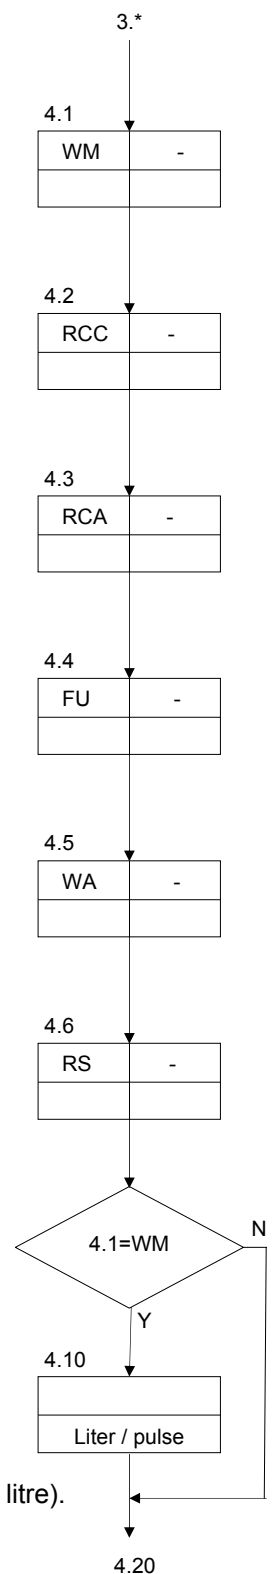 3.*
4.1
WM -
4.2
RCC -
4.3
RCA -
4.4
FU -
4.5
WA -
4.6
RS -
4.1=WM
N
Y
4.10
Liter / pulse
litre).
4.20